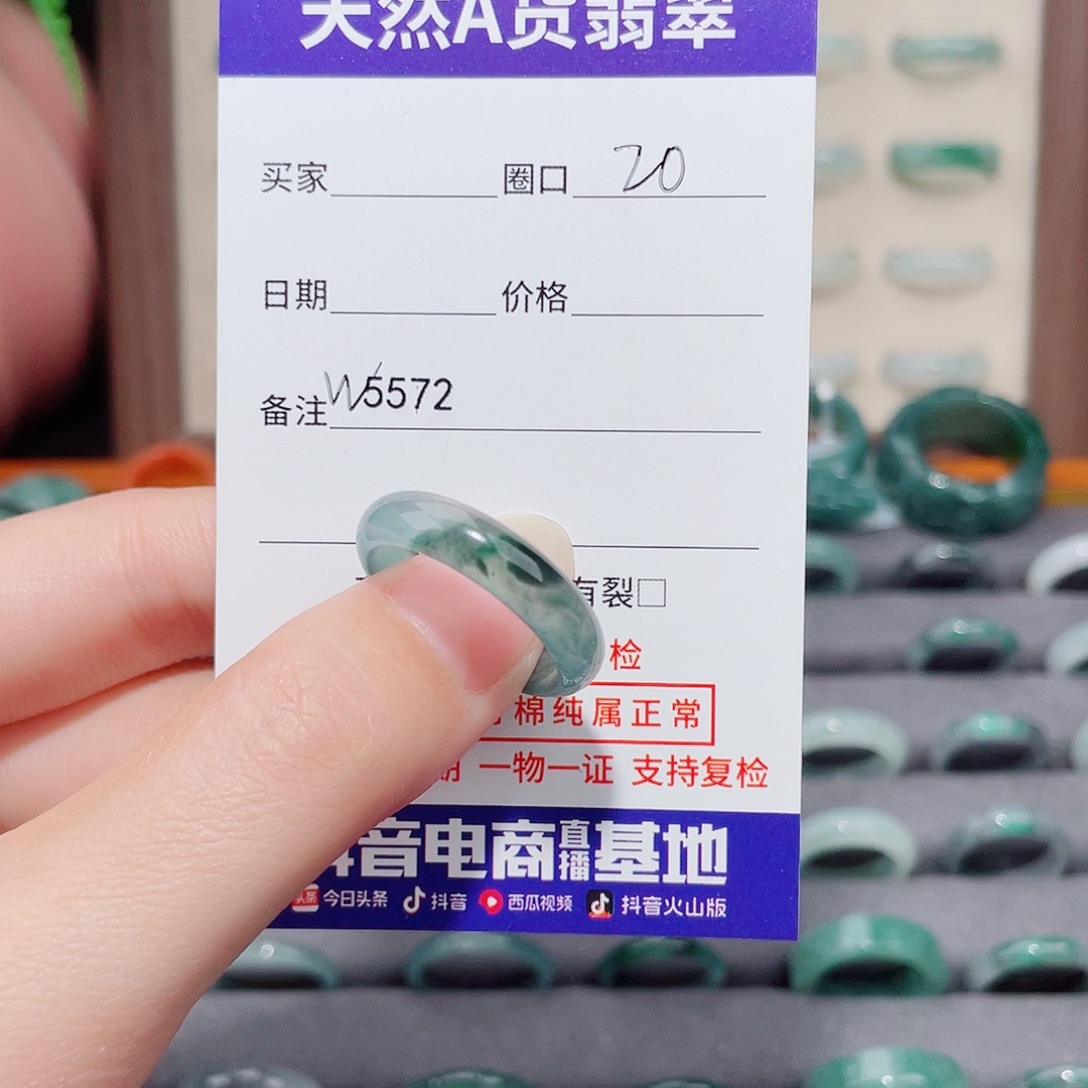 天然A货翡翠
买家 圈口 20
日期 价格
备注 W5572
有裂□
检
棉纯属正常
一物一证 支持复检
抖音电商直播基地
头条 今日头条 抖音 西瓜视频 抖音火山版